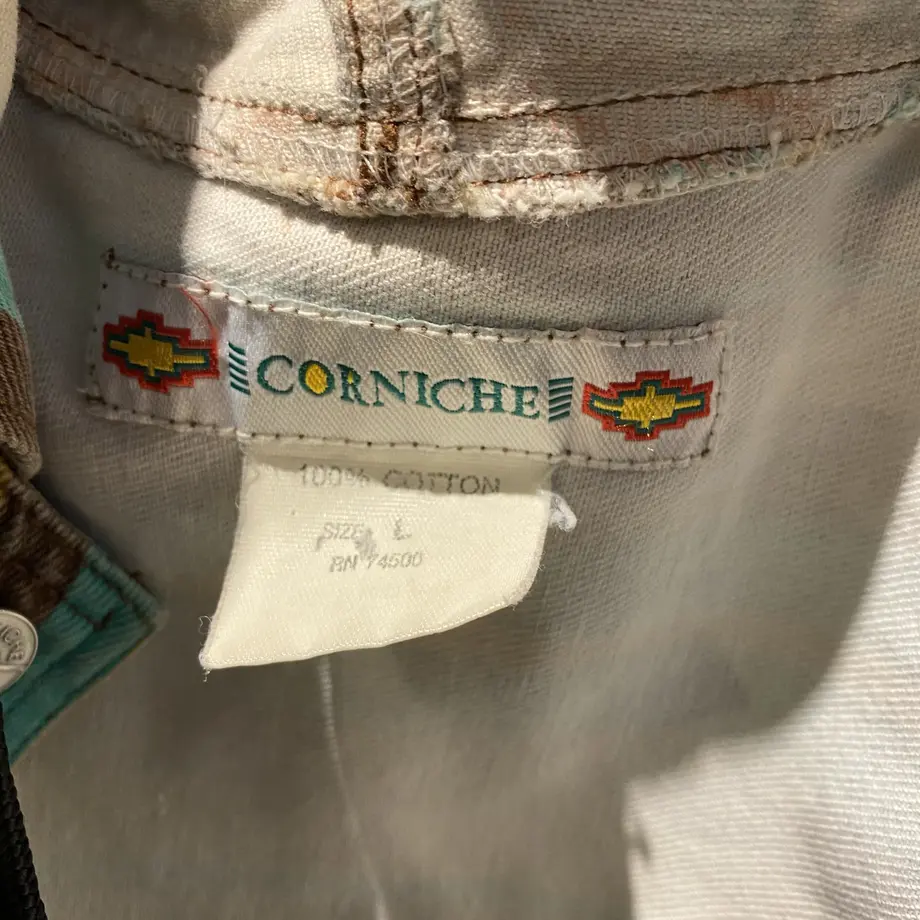 CORNICHE
100% COTTON
SIZE L
RN 74500